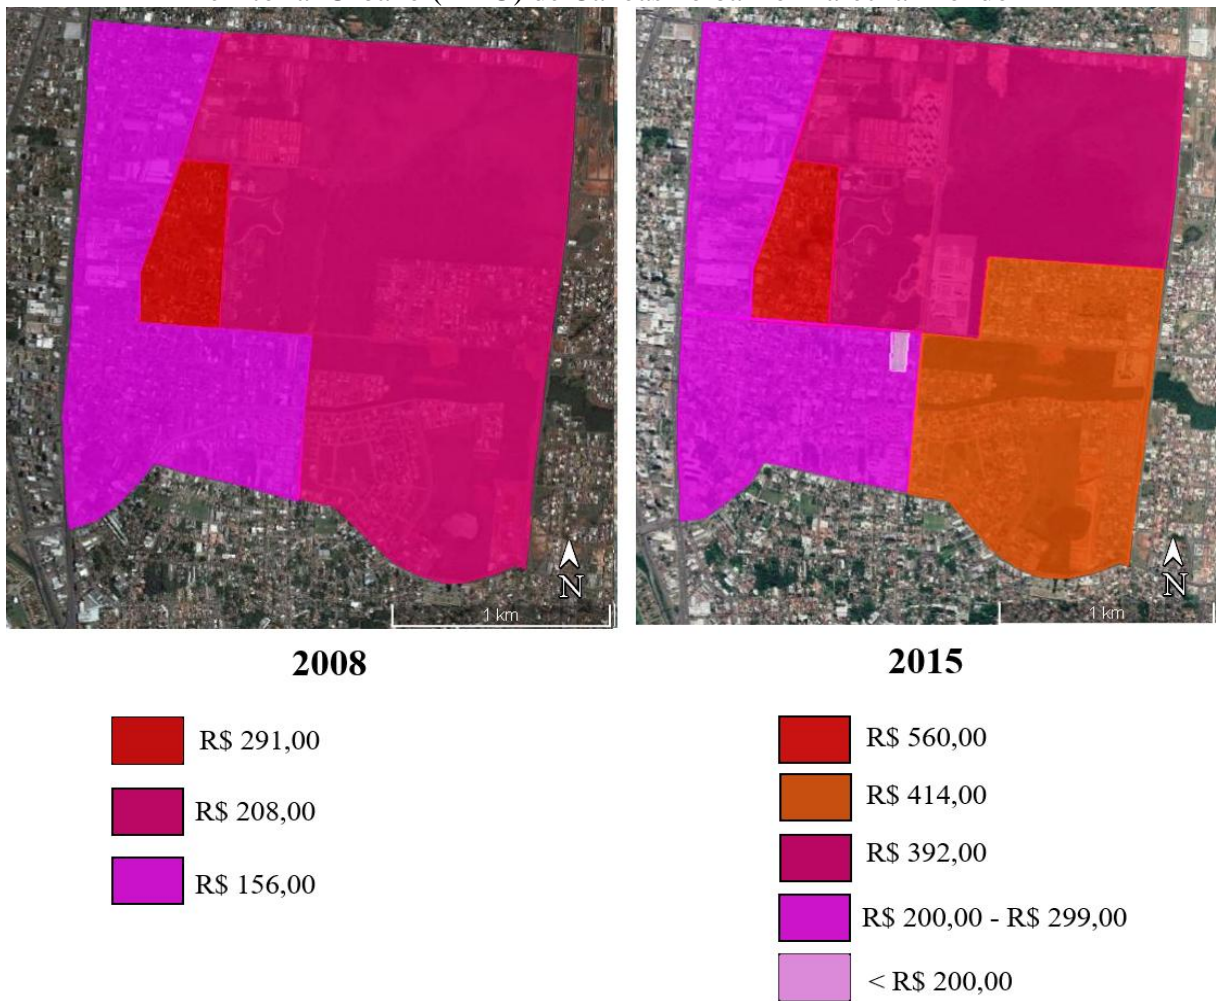 N
1 km
N
1 km
2008
2015
R$ 291,00
R$ 208,00
R$ 156,00
R$ 560,00
R$ 414,00
R$ 392,00
R$ 200,00 - R$ 299,00
< R$ 200,00